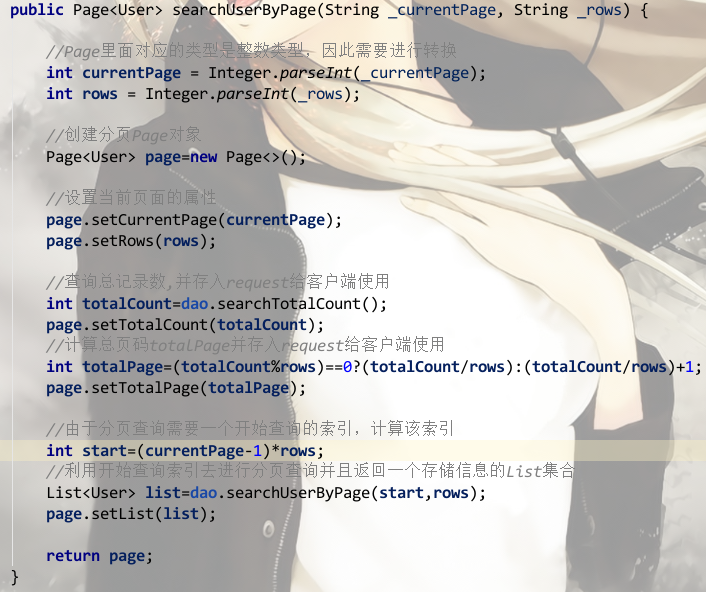 public Page<User> searchUserByPage(String _currentPage, String _rows) {
//Page里面对应的类型是整数类型，因此需要进行转换
int currentPage = Integer.parseInt(_currentPage);
int rows = Integer.parseInt(_rows);
//创建分页Page对象
Page<User> page=new Page<>();
//设置当前页面的属性
page.setCurrentPage(currentPage);
page.setRows(rows);
//查询总记录数,并存入request给客户端使用
int totalCount=dao.searchTotalCount();
page.setTotalCount(totalCount);
//计算总页码totalPage并存入request给客户端使用
int totalPage=(totalCount%rows)==0?(totalCount/rows):(totalCount/rows)+1;
page.setTotalPage(totalPage);
//由于分页查询需要一个开始查询的索引，计算该索引
int start=(currentPage-1)*rows;
//利用开始查询索引去进行分页查询并且返回一个存储信息的List集合
List<User> list=dao.searchUserByPage(start,rows);
page.setList(list);
return page;
}